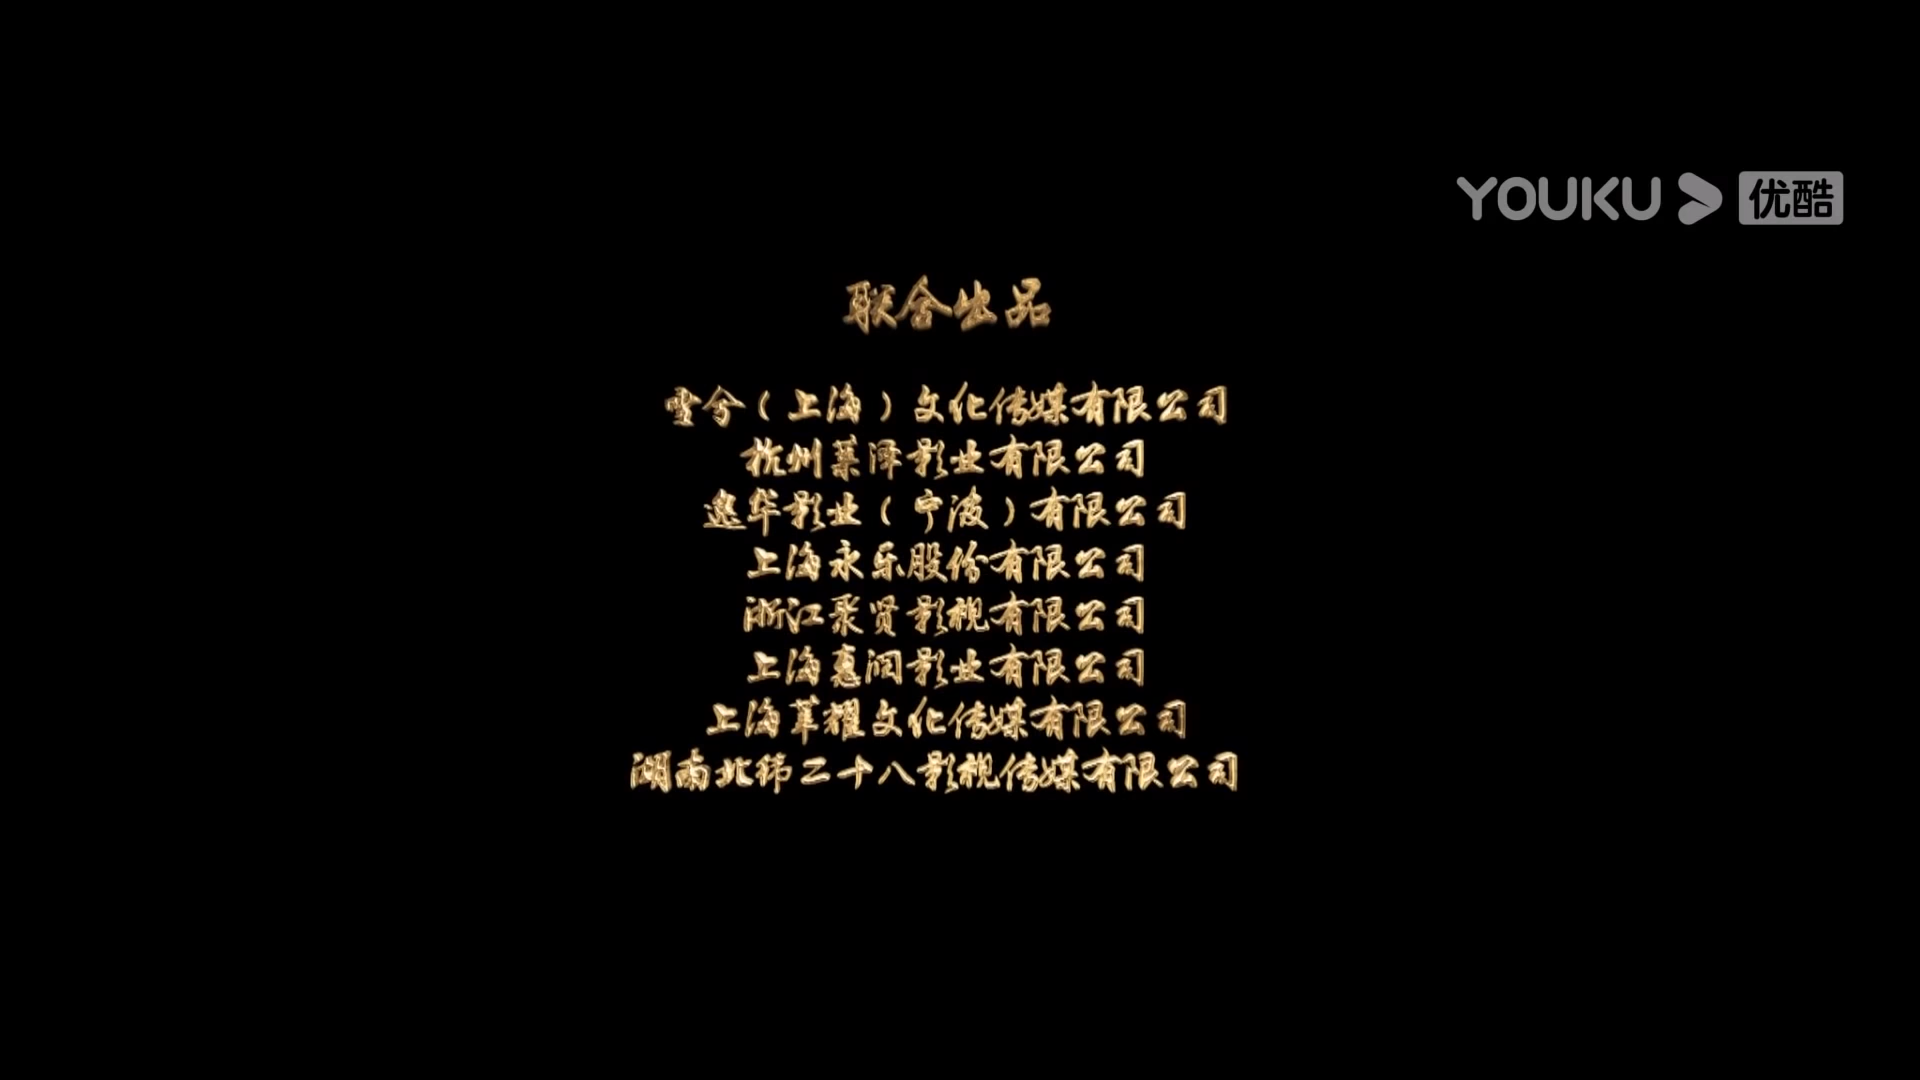 YOUKU 优酷
联合出品
雪兮（上海）文化传媒有限公司
杭州莱泽影业有限公司
逸华影业（宁波）有限公司
上海永乐股份有限公司
浙江聚贤影视有限公司
上海惠润影业有限公司
上海耀文化传媒有限公司
湖南北纬二十八影视传媒有限公司